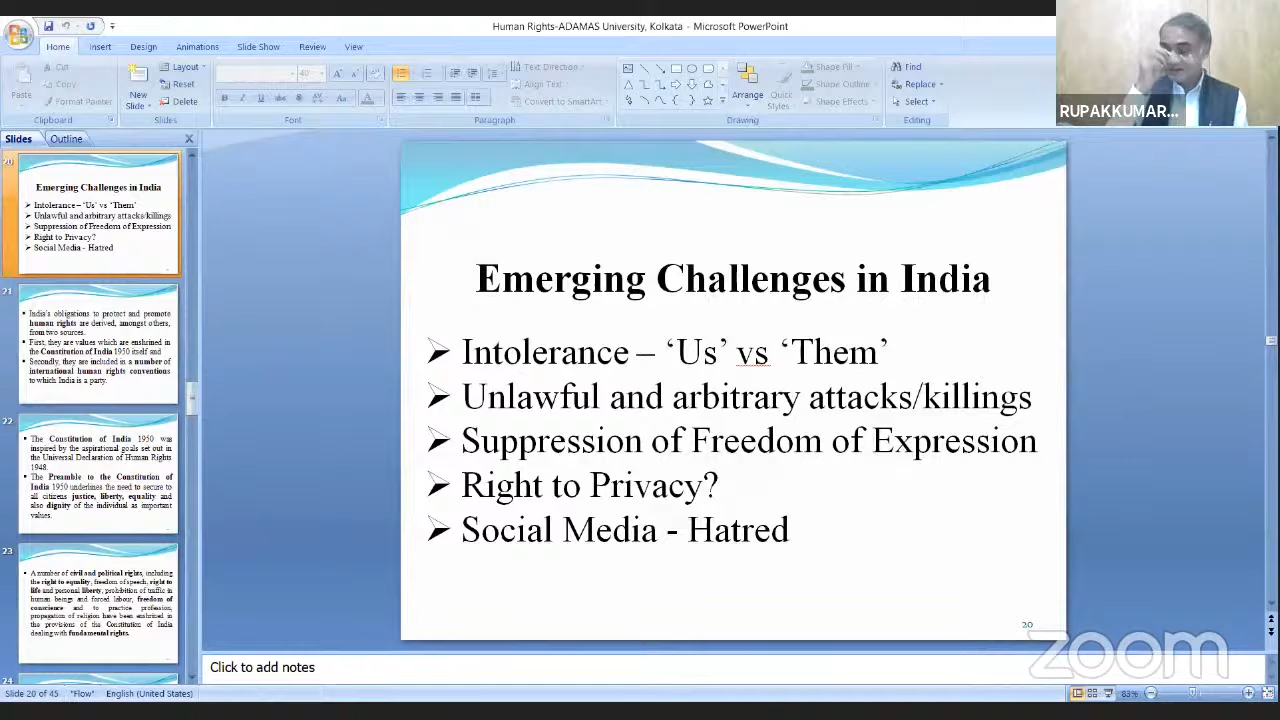 Human Rights-ADAMAS University, Kolkata - Microsoft PowerPoint
Home Insert Design Animations Slide Show Review View
Paste
Cut
Copy
Format Painter
Clipboard
New
Slide
Layout
Reset
Delete
Slides
Font
Text Direction
Align Text
Convert to SmartArt
Paragraph
Arrange
Quick
Styles
Shape Fill
Shape Outline
Shape Effects
Drawing
Find
Replace
Select
Editing
RUPAKKUMAR...
Slides Outline
20
Emerging Challenges in India
Intolerance – ‘Us’ vs ‘Them’
Unlawful and arbitrary attacks/killings
Suppression of Freedom of Expression
Right to Privacy?
Social Media - Hatred
21
India's obligations to protect and promote
human rights are derived, amongst others,
from two sources.
First, they are values which are enshrined in
the Constitution of India 1950 itself and
Secondly, they are included in a number of
international human rights conventions
to which India is a party.
22
The Constitution of India 1950 was
inspired by the aspirational goals set out in
the Universal Declaration of Human Rights
1948.
The Preamble to the Constitution of
India 1950 underlines the need to secure to
all citizens justice, liberty, equality and
also dignity of the individual as important
values.
23
A number of civil and political rights, including
the right to equality, freedom of speech, right to
life and personal liberty, prohibition of traffic in
human beings and forced labour, freedom of
conscience and to practice profession,
propagation of religion have been enshrined in
the provisions of the Constitution of India
dealing with fundamental rights.
24
Emerging Challenges in India
Intolerance – ‘Us’ vs ‘Them’
Unlawful and arbitrary attacks/killings
Suppression of Freedom of Expression
Right to Privacy?
Social Media - Hatred
20
zoom
Click to add notes
Slide 20 of 45 "Flow" English (United States)
83%